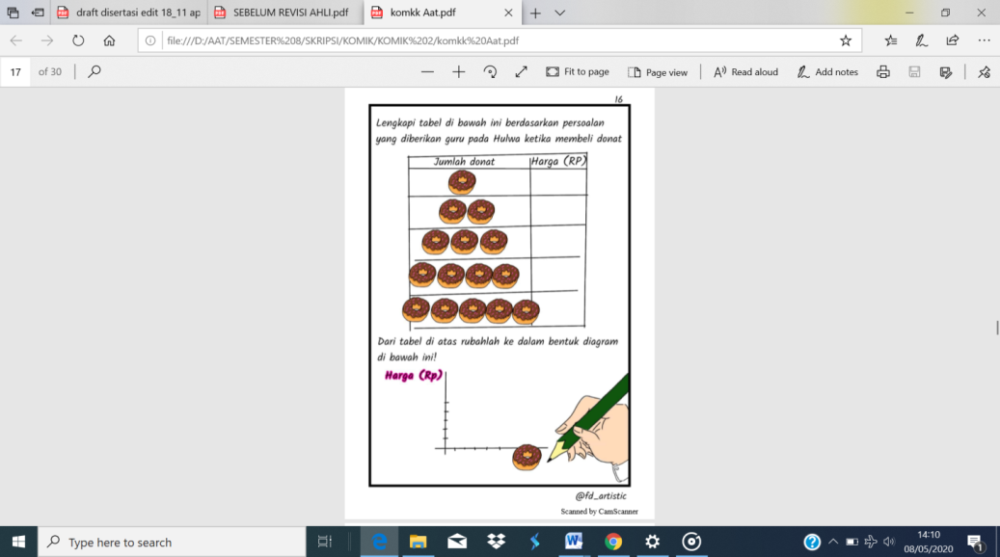 draft disertasi edit 18_11 ap
SEBELUM REVISI AHLI.pdf
komkk Aat.pdf
file:///D:/AAT/SEMESTER%208/SKRIPSI/KOMIK/KOMIK%202/komkk%20Aat.pdf
17 of 30
Fit to page
Page view
Read aloud
Add notes
16
Lengkapi tabel di bawah ini berdasarkan persoalan
yang diberikan guru pada Hulwa ketika membeli donat
Jumlah donat Harga (RP)
Dari tabel di atas rubahlah ke dalam bentuk diagram
di bawah ini!
Harga (Rp)
@fd_artistic
Scanned by CamScanner
Type here to search
14:10
08/05/2020
1